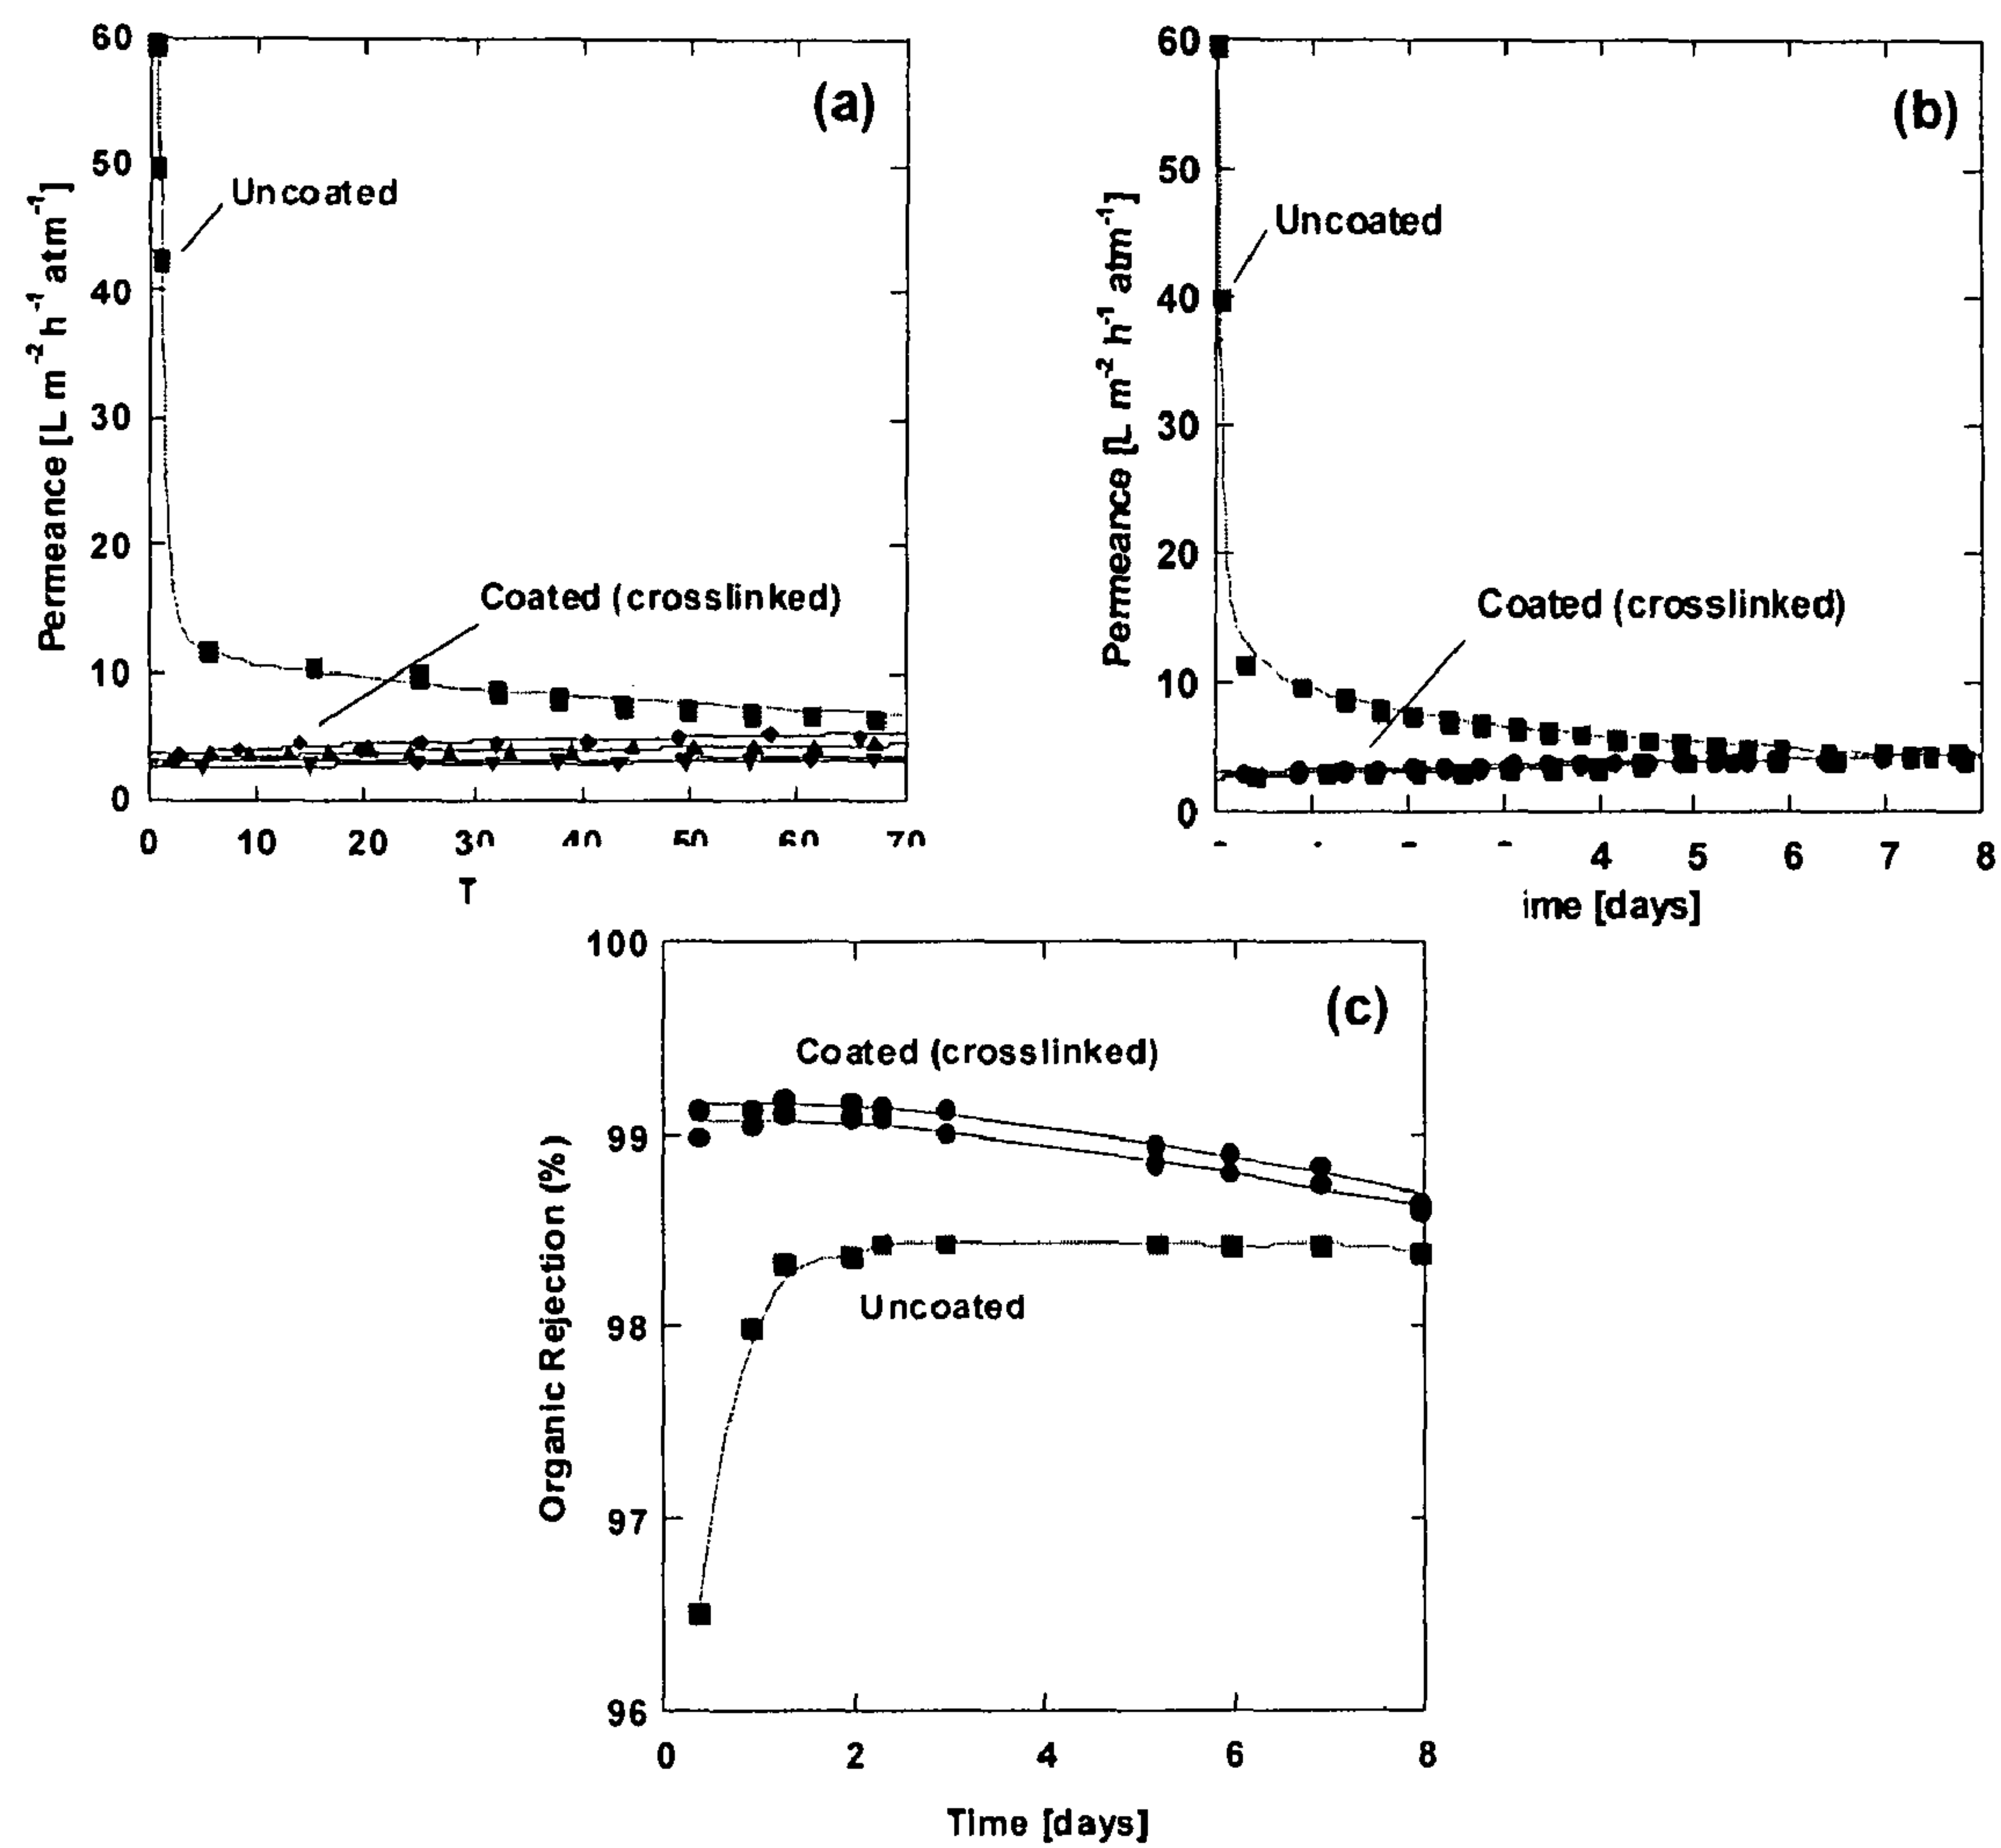 60
(a)
50
Uncoated
40
30
20
Coated (crosslinked)
10
0
Permeance [L m⁻² h⁻¹ atm⁻¹]
0 10 20
T
60
(b)
50
Uncoated
40
30
20
Coated (crosslinked)
10
0
Permeance [L m⁻² h⁻¹ atm⁻¹]
4 5 6 7 8
ime [days]
100
(c)
Coated (crosslinked)
99
Uncoated
98
97
96
Organic Rejection (%)
0 2 4 6 8
Time [days]